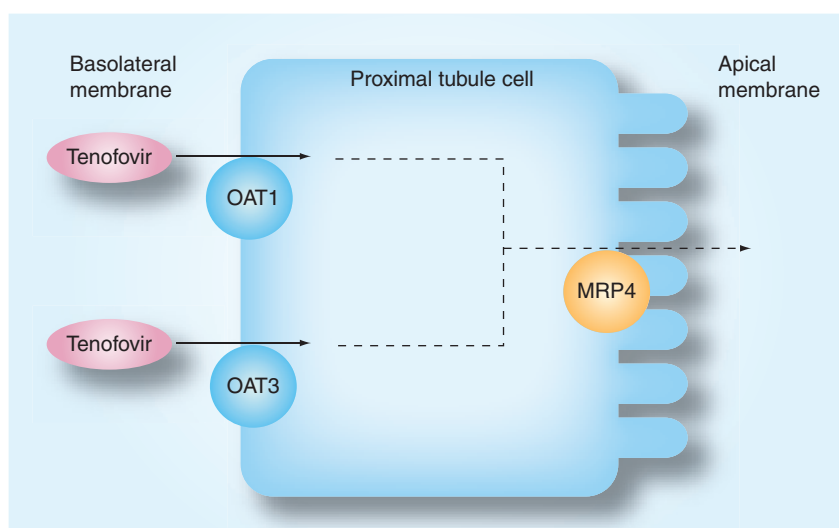 Basolateral
membrane
Proximal tubule cell
Apical
membrane
Tenofovir
OAT1
MRP4
Tenofovir
OAT3